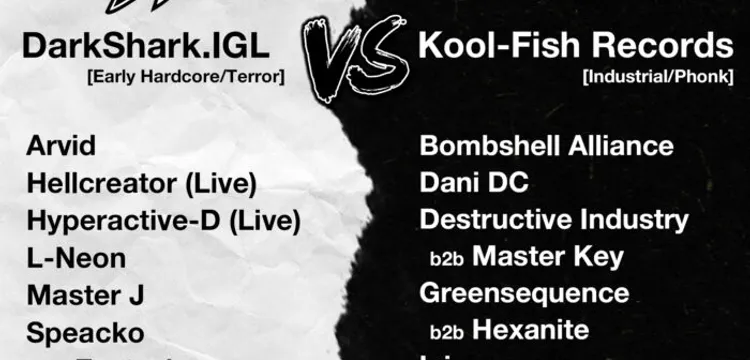 DarkShark.IGL
[Early Hardcore/Terror]
VS
Kool-Fish Records
[Industrial/Phonk]
Arvid
Hellcreator (Live)
Hyperactive-D (Live)
L-Neon
Master J
Speacko
Bombshell Alliance
Dani DC
Destructive Industry
b2b Master Key
Greensequence
b2b Hexanite